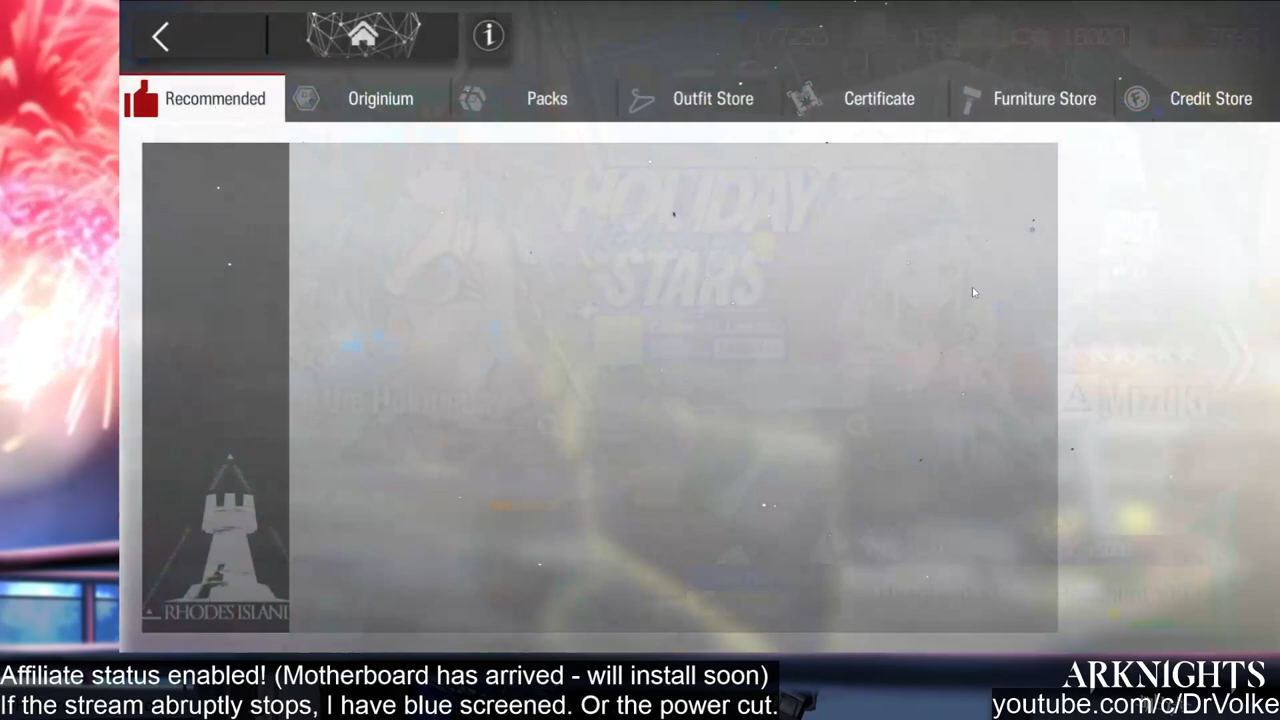 Recommended
Originium
Packs
Outfit Store
Certificate
Furniture Store
Credit Store
HOLIDAY
STARS
Mizuki
RHODES ISLAND
Affiliate status enabled! (Motherboard has arrived - will install soon)
If the stream abruptly stops, I have blue screened. Or the power cut.
ARKNIGHTS
youtube.com/c/DrVolke